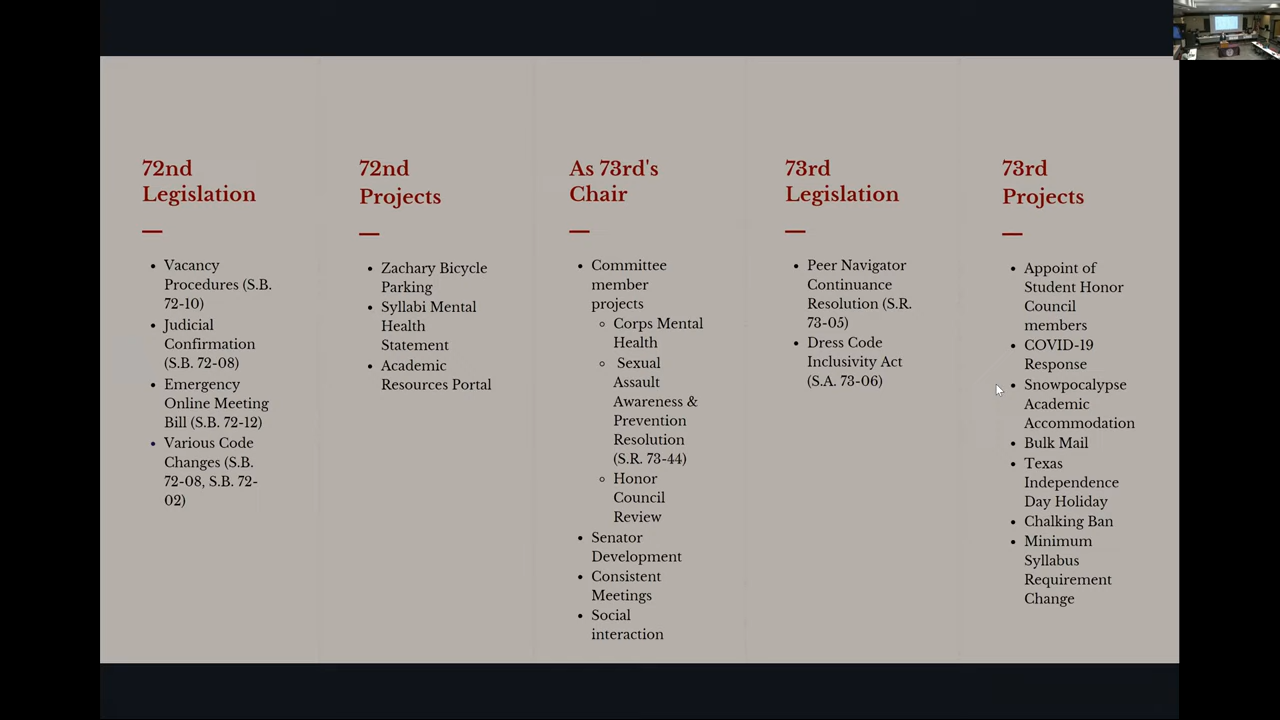 72nd
Legislation
Vacancy
Procedures (S.B.
72-10)
Judicial
Confirmation
(S.B. 72-08)
Emergency
Online Meeting
Bill (S.B. 72-12)
Various Code
Changes (S.B.
72-08, S.B. 72-
02)
72nd
Projects
Zachary Bicycle
Parking
Syllabi Mental
Health
Statement
Academic
Resources Portal
As 73rd's
Chair
Committee
member
projects
Corps Mental
Health
Sexual
Assault
Awareness &
Prevention
Resolution
(S.R. 73-44)
Honor
Council
Review
Senator
Development
Consistent
Meetings
Social
interaction
73rd
Legislation
Peer Navigator
Continuance
Resolution (S.R.
73-05)
Dress Code
Inclusivity Act
(S.A. 73-06)
73rd
Projects
Appoint of
Student Honor
Council
members
COVID-19
Response
Snowpocalypse
Academic
Accommodation
Bulk Mail
Texas
Independence
Day Holiday
Chalking Ban
Minimum
Syllabus
Requirement
Change